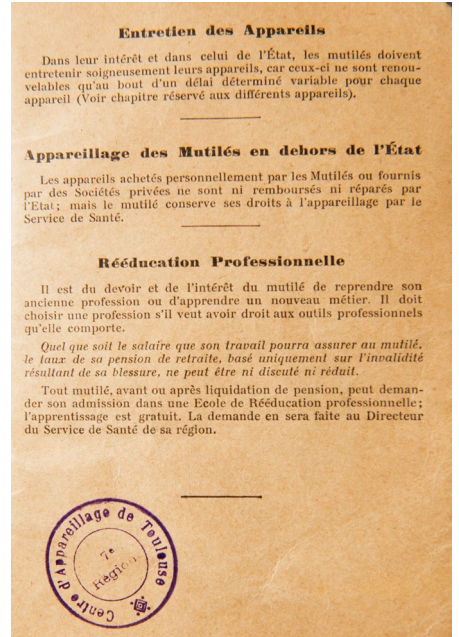 Entretien des Appareils
Dans leur intérêt et dans celui de l'État, les mutilés doivent
entretenir soigneusement leurs appareils, car ceux-ci ne sont renou-
velables qu'au bout d'un délai déterminé variable pour chaque
appareil (Voir chapitre réservé aux différents appareils).
Appareillage des Mutilés en dehors de l'État
Les appareils achetés personnellement par les Mutilés ou fournis
par des Sociétés privées ne sont ni remboursés ni réparés par
l'Etat; mais le mutilé conserve ses droits à l'appareillage par le
Service de Santé.
Rééducation Professionnelle
Il est du devoir et de l'intérêt du mutilé de reprendre son
ancienne profession ou d'apprendre un nouveau métier. Il doit
choisir une profession s'il veut avoir droit aux outils professionnels
qu'elle comporte.
Quel que soit le salaire que son travail pourra assurer au mutilé,
le taux de sa pension de retraite, basé uniquement sur l'invalidité
résultant de sa blessure, ne peut être ni discuté ni réduit.
Tout mutilé, avant ou après liquidation de pension, peut deman-
der son admission dans une Ecole de Rééducation professionnelle;
l'apprentissage est gratuit. La demande en sera faite au Directeur
du Service de Santé de sa région.
Centre d'Appareillage de Toulouse
7e
Région